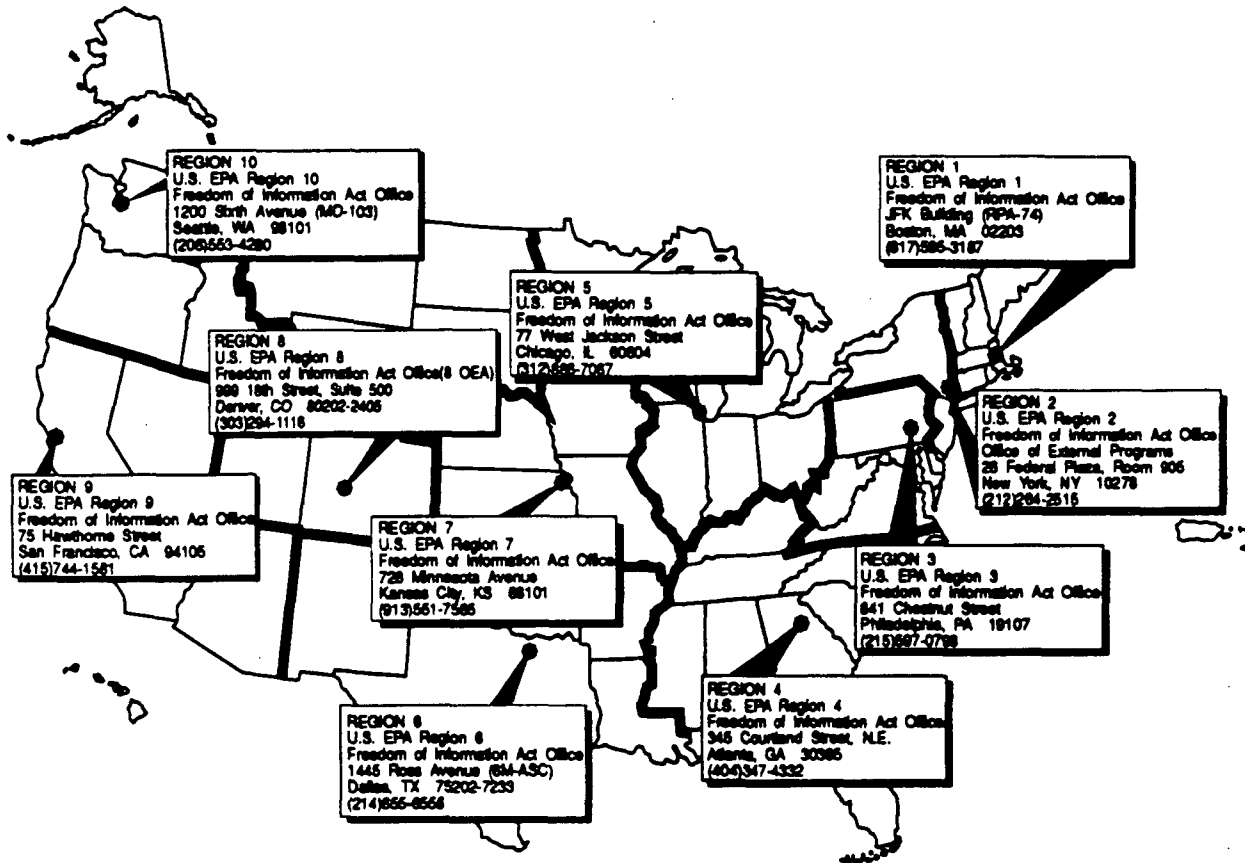 REGION 10
U.S. EPA Region 10
Freedom of Information Act Office
1200 Sixth Avenue (MO-103)
Seattle, WA 98101
(206)553-4280
REGION 1
U.S. EPA Region 1
Freedom of Information Act Office
JFK Building (RPA-74)
Boston, MA 02203
(617)565-3187
REGION 5
U.S. EPA Region 5
Freedom of Information Act Office
77 West Jackson Street
Chicago, IL 60604
REGION 8
U.S. EPA Region 8
Freedom of Information Act Office(8 OEA)
999 18th Street, Suite 500
Denver, CO 80202-2405
(303)294-1116
REGION 2
U.S. EPA Region 2
Freedom of Information Act Office
Office of External Programs
26 Federal Plaza, Room 905
New York, NY 10278
(212)264-2515
REGION 9
U.S. EPA Region 9
Freedom of Information Act Office
75 Hawthorne Street
San Francisco, CA 94105
(415)744-1581
REGION 7
U.S. EPA Region 7
Freedom of Information Act Office
726 Minnesota Avenue
Kansas City, KS 66101
(913)551-7565
REGION 3
U.S. EPA Region 3
Freedom of Information Act Office
841 Chestnut Street
Philadelphia, PA 19107
REGION 4
U.S. EPA Region 4
Freedom of Information Act Office
345 Courtland Street, N.E.
Atlanta, GA 30365
(404)347-4332
REGION 6
U.S. EPA Region 6
Freedom of Information Act Office
1445 Ross Avenue (6M-ASC)
Dallas, TX 75202-7233